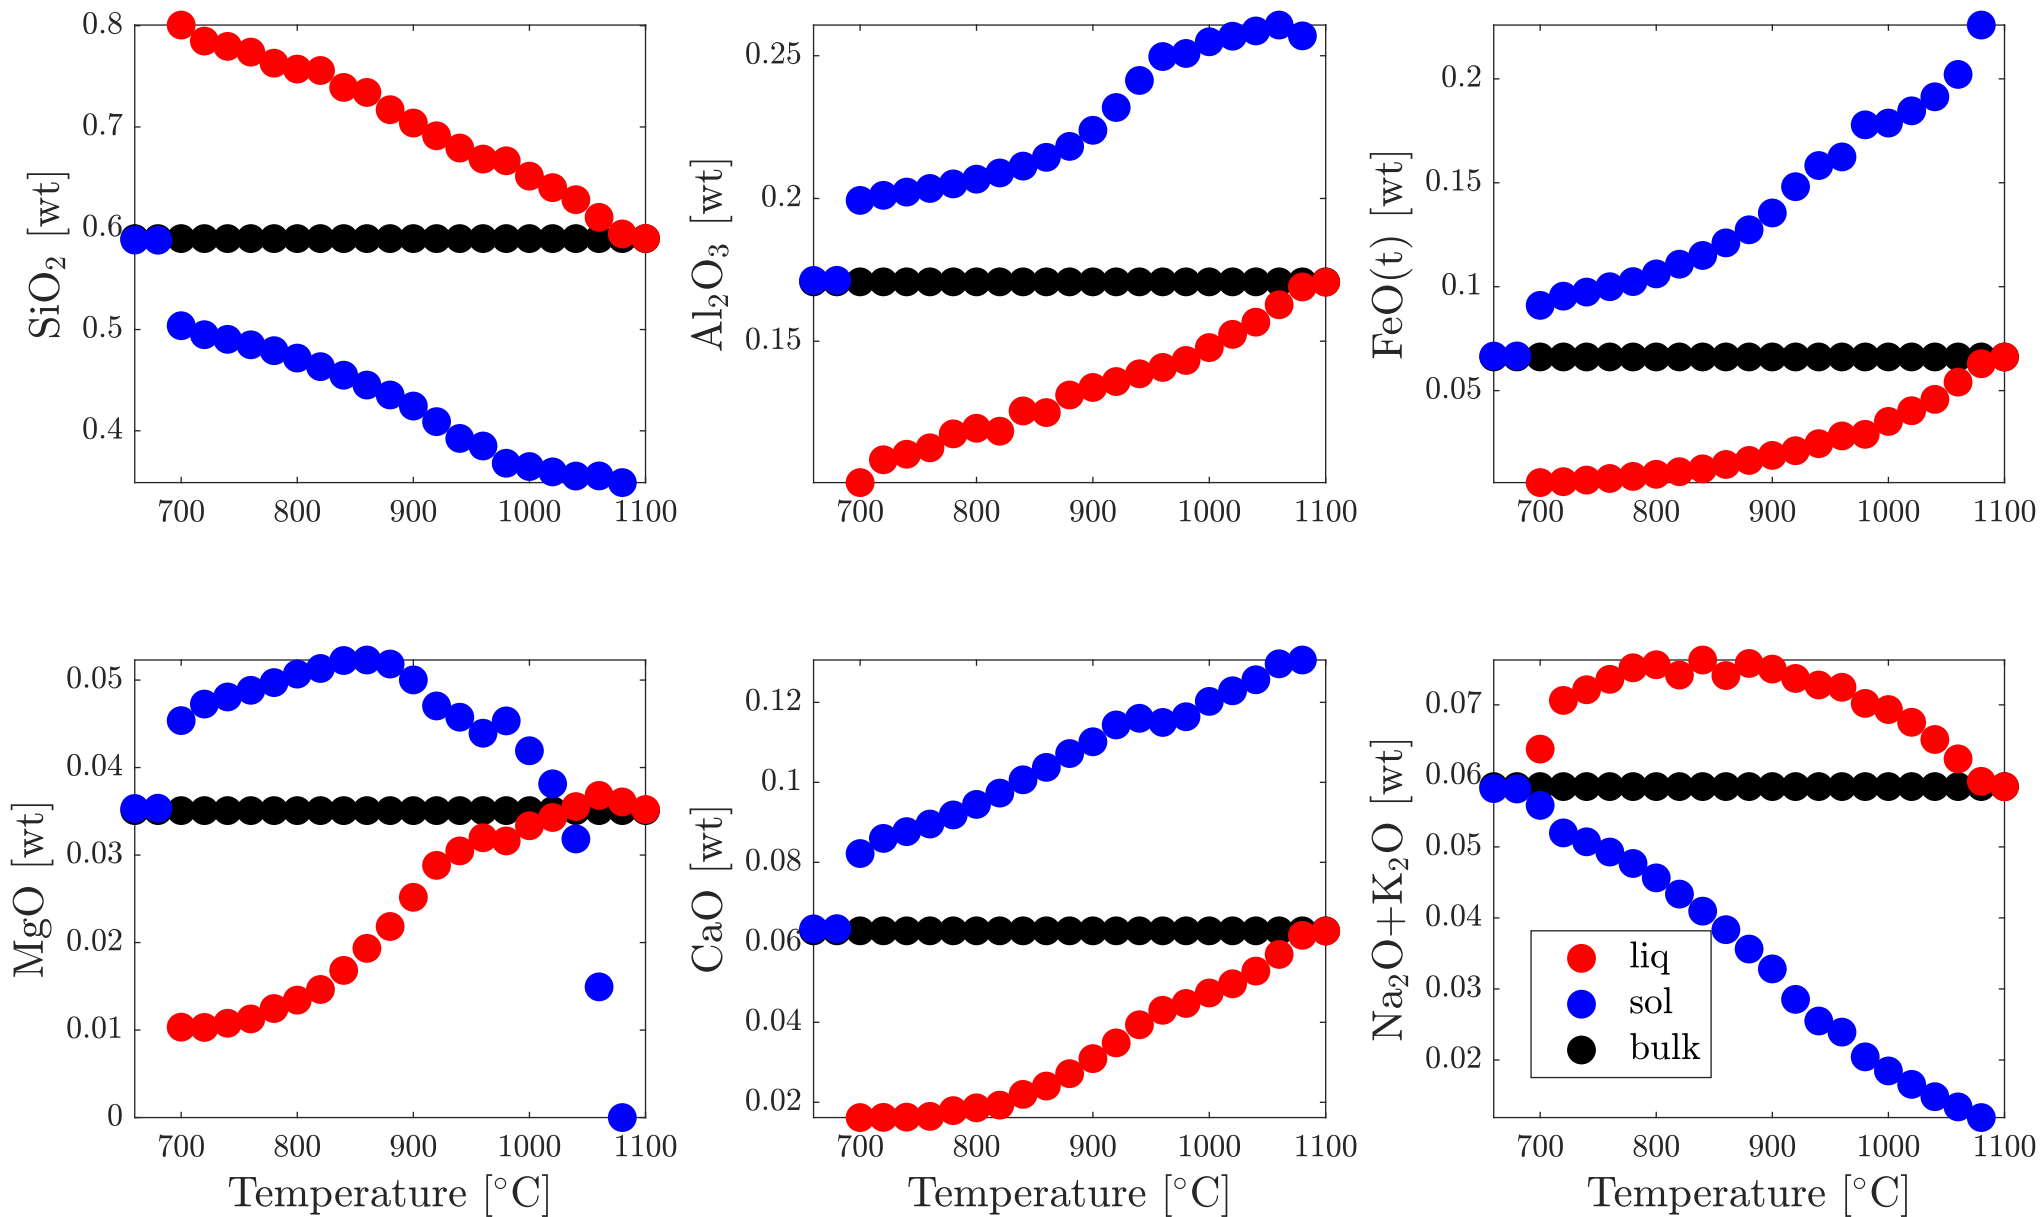 0.8
0.7
0.6
0.5
0.4
SiO₂ [wt]
700 800 900 1000 1100
0.25
0.2
0.15
Al₂O₃ [wt]
700 800 900 1000 1100
0.2
0.15
0.1
0.05
FeO(t) [wt]
700 800 900 1000 1100
0.05
0.04
0.03
0.02
0.01
0
MgO [wt]
700 800 900 1000 1100
Temperature [°C]
0.12
0.1
0.08
0.06
0.04
0.02
CaO [wt]
700 800 900 1000 1100
Temperature [°C]
0.07
0.06
0.05
0.04
0.03
0.02
Na₂O+K₂O [wt]
liq
sol
bulk
700 800 900 1000 1100
Temperature [°C]